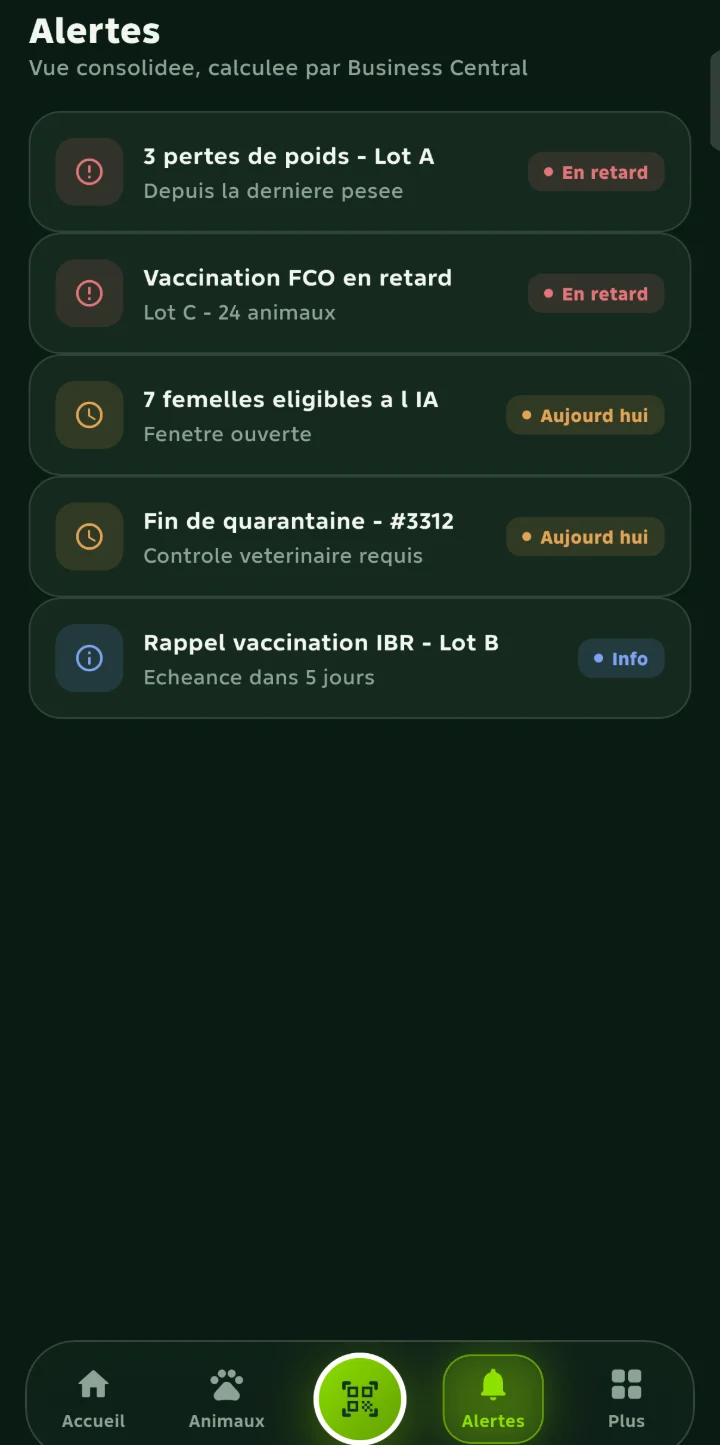 Alertes
Vue consolidee, calculee par Business Central
3 pertes de poids - Lot A
Depuis la derniere pesee
En retard
Vaccination FCO en retard
Lot C - 24 animaux
En retard
7 femelles eligibles a l IA
Fenetre ouverte
Aujourd hui
Fin de quarantaine - #3312
Controle veterinaire requis
Aujourd hui
Rappel vaccination IBR - Lot B
Echeance dans 5 jours
Info
Accueil
Animaux
Alertes
Plus